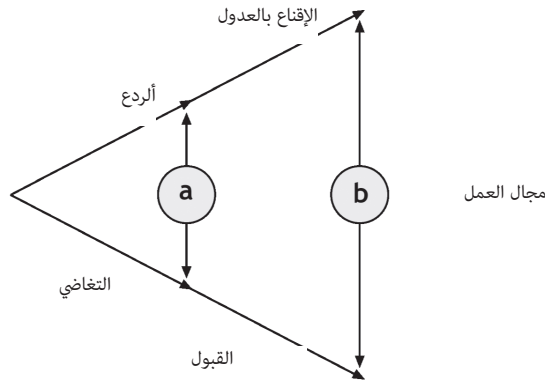 الإقناع بالعدول
ألردع
a
b
مجال العمل
التغاضي
القبول